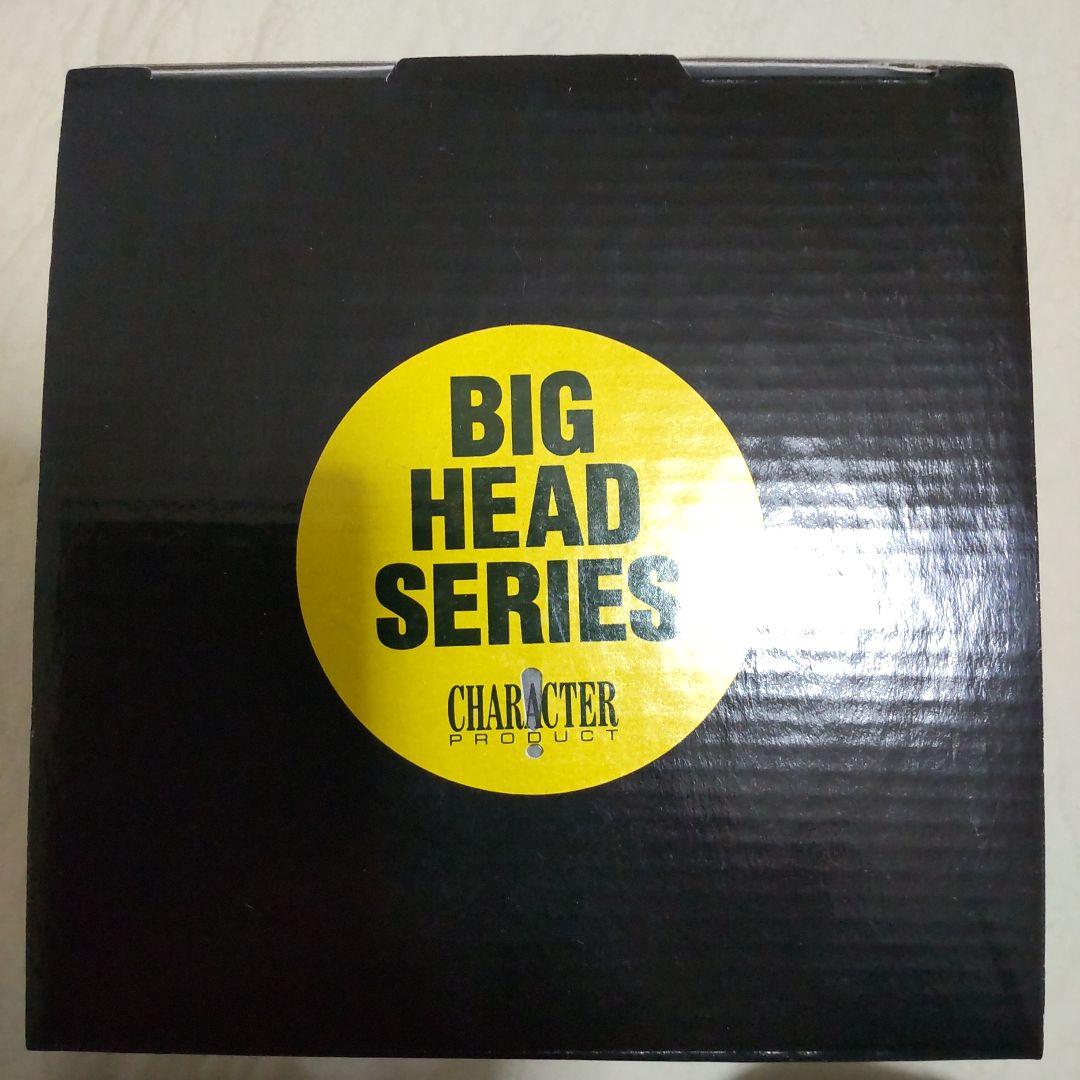 BIG
HEAD
SERIES
CHARACTER
PRODUCT